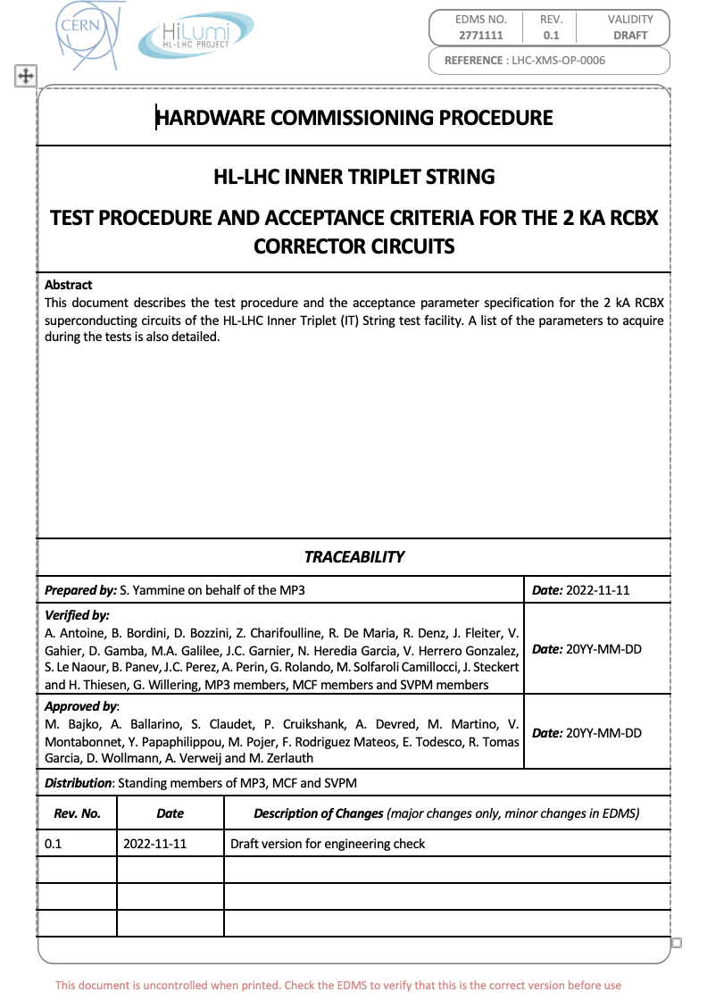 CERN
HiLumi
HL-LHC PROJECT
EDMS NO. REV. VALIDITY
2771111 0.1 DRAFT
REFERENCE : LHC-XMS-OP-0006
HARDWARE COMMISSIONING PROCEDURE
HL-LHC INNER TRIPLET STRING
TEST PROCEDURE AND ACCEPTANCE CRITERIA FOR THE 2 KA RCBX
CORRECTOR CIRCUITS
Abstract
This document describes the test procedure and the acceptance parameter specification for the 2 kA RCBX
superconducting circuits of the HL-LHC Inner Triplet (IT) String test facility. A list of the parameters to acquire
during the tests is also detailed.
TRACEABILITY
Prepared by: S. Yammine on behalf of the MP3 Date: 2022-11-11
Verified by:
A. Antoine, B. Bordini, D. Bozzini, Z. Charifoulline, R. De Maria, R. Denz, J. Fleiter, V.
Gahier, D. Gamba, M.A. Galilee, J.C. Garnier, N. Heredia Garcia, V. Herrero Gonzalez,
S. Le Naour, B. Panev, J.C. Perez, A. Perin, G. Rolando, M. Solfaroli Camillocci, J. Steckert
and H. Thiesen, G. Willering, MP3 members, MCF members and SVPM members
Date: 20YY-MM-DD
Approved by:
M. Bajko, A. Ballarino, S. Claudet, P. Cruikshank, A. Devred, M. Martino, V.
Montabonnet, Y. Papaphilippou, M. Pojer, F. Rodriguez Mateos, E. Todesco, R. Tomas
Garcia, D. Wollmann, A. Verweij and M. Zerlauth
Date: 20YY-MM-DD
Distribution: Standing members of MP3, MCF and SVPM
Rev. No. Date Description of Changes (major changes only, minor changes in EDMS)
0.1 2022-11-11 Draft version for engineering check
This document is uncontrolled when printed. Check the EDMS to verify that this is the correct version before use